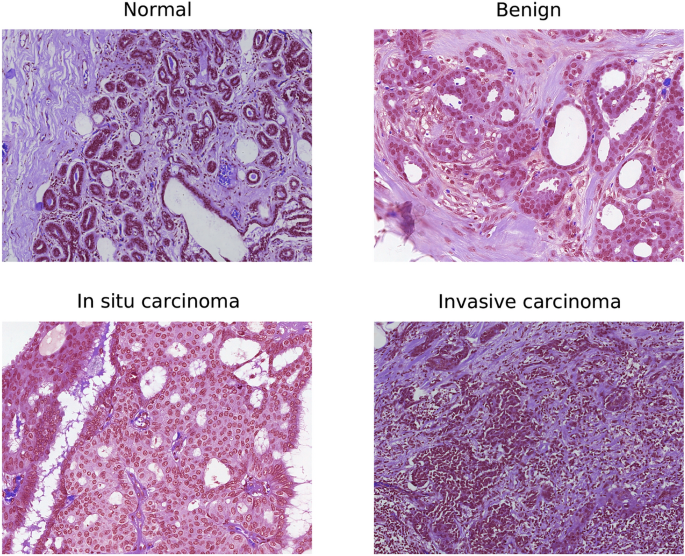 Normal
Benign
In situ carcinoma
Invasive carcinoma